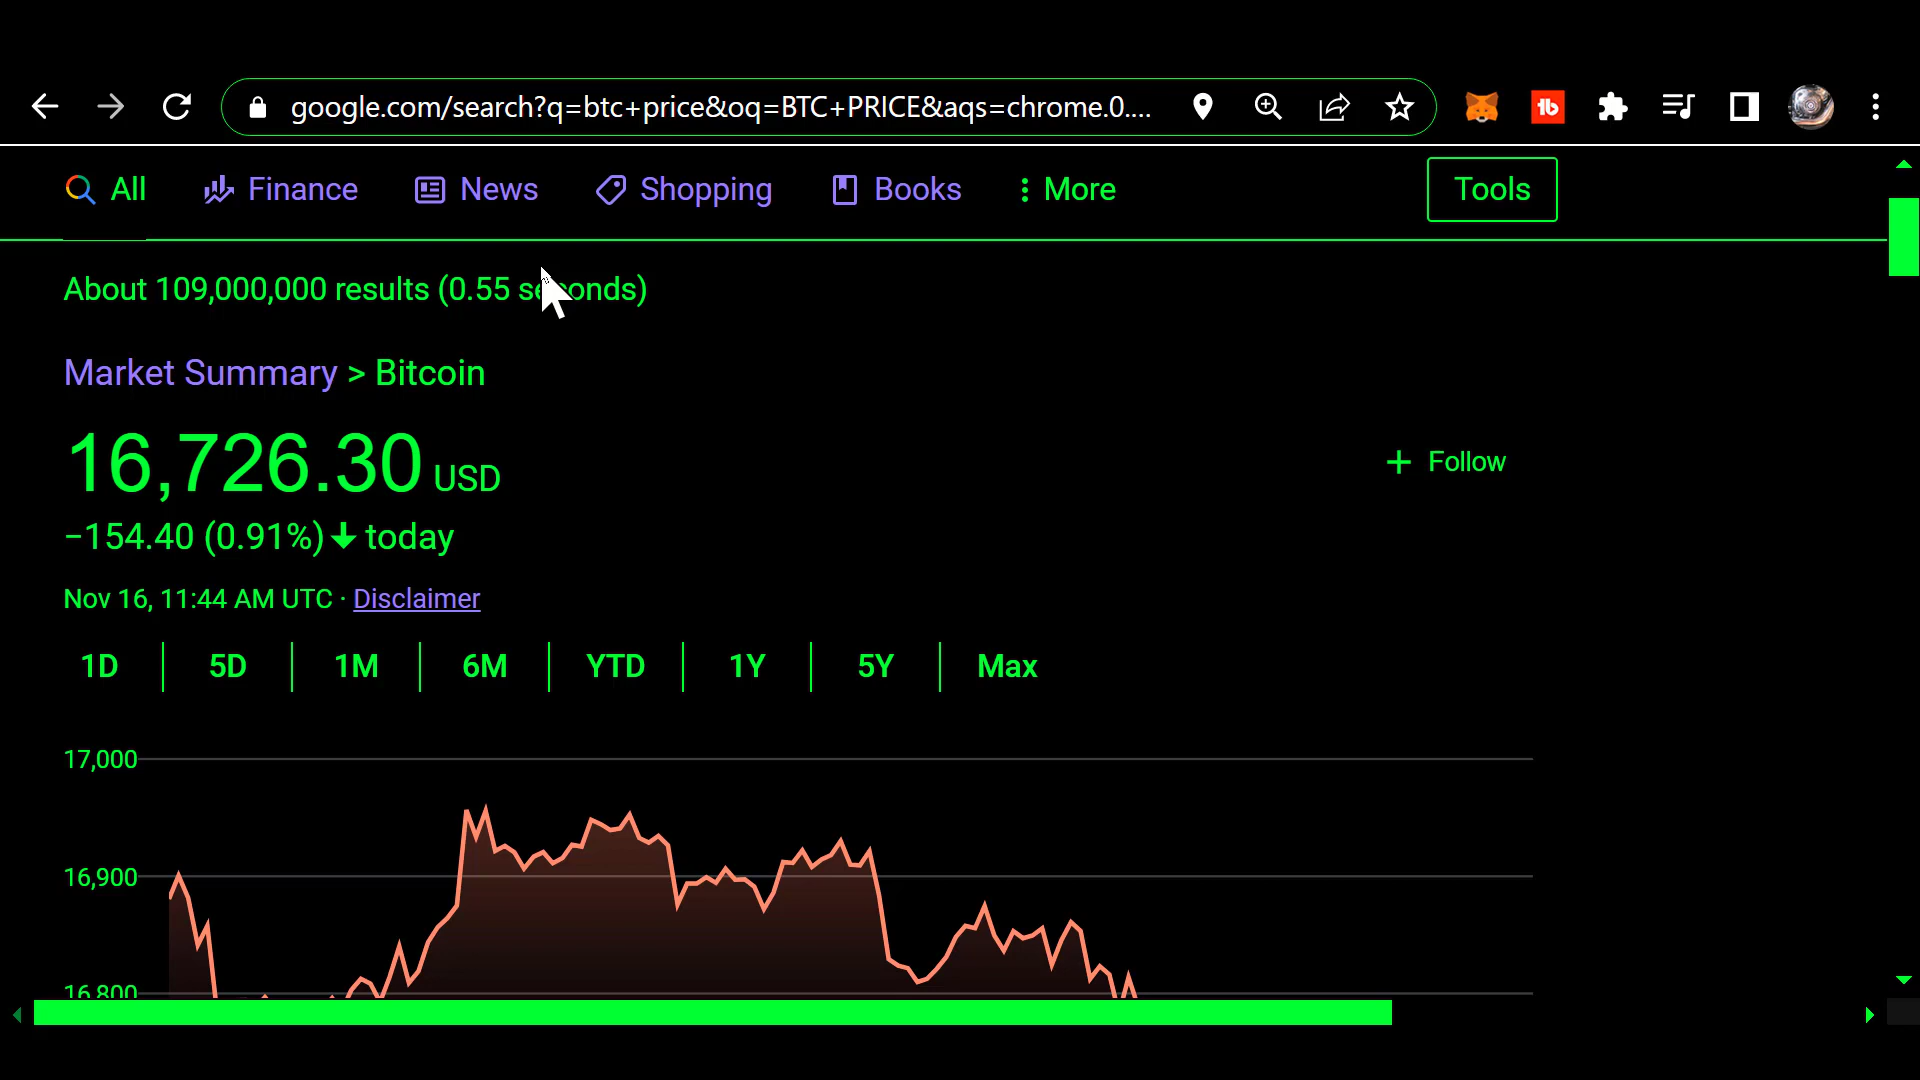 google.com/search?q=btc+price&oq=BTC+PRICE&aqs=chrome.0....
tb
All Finance News Shopping Books More Tools
About 109,000,000 results (0.55 seconds)
Market Summary > Bitcoin
16,726.30 USD
+ Follow
−154.40 (0.91%) ↓ today
Nov 16, 11:44 AM UTC · Disclaimer
1D 5D 1M 6M YTD 1Y 5Y Max
17,000
16,900
16,800